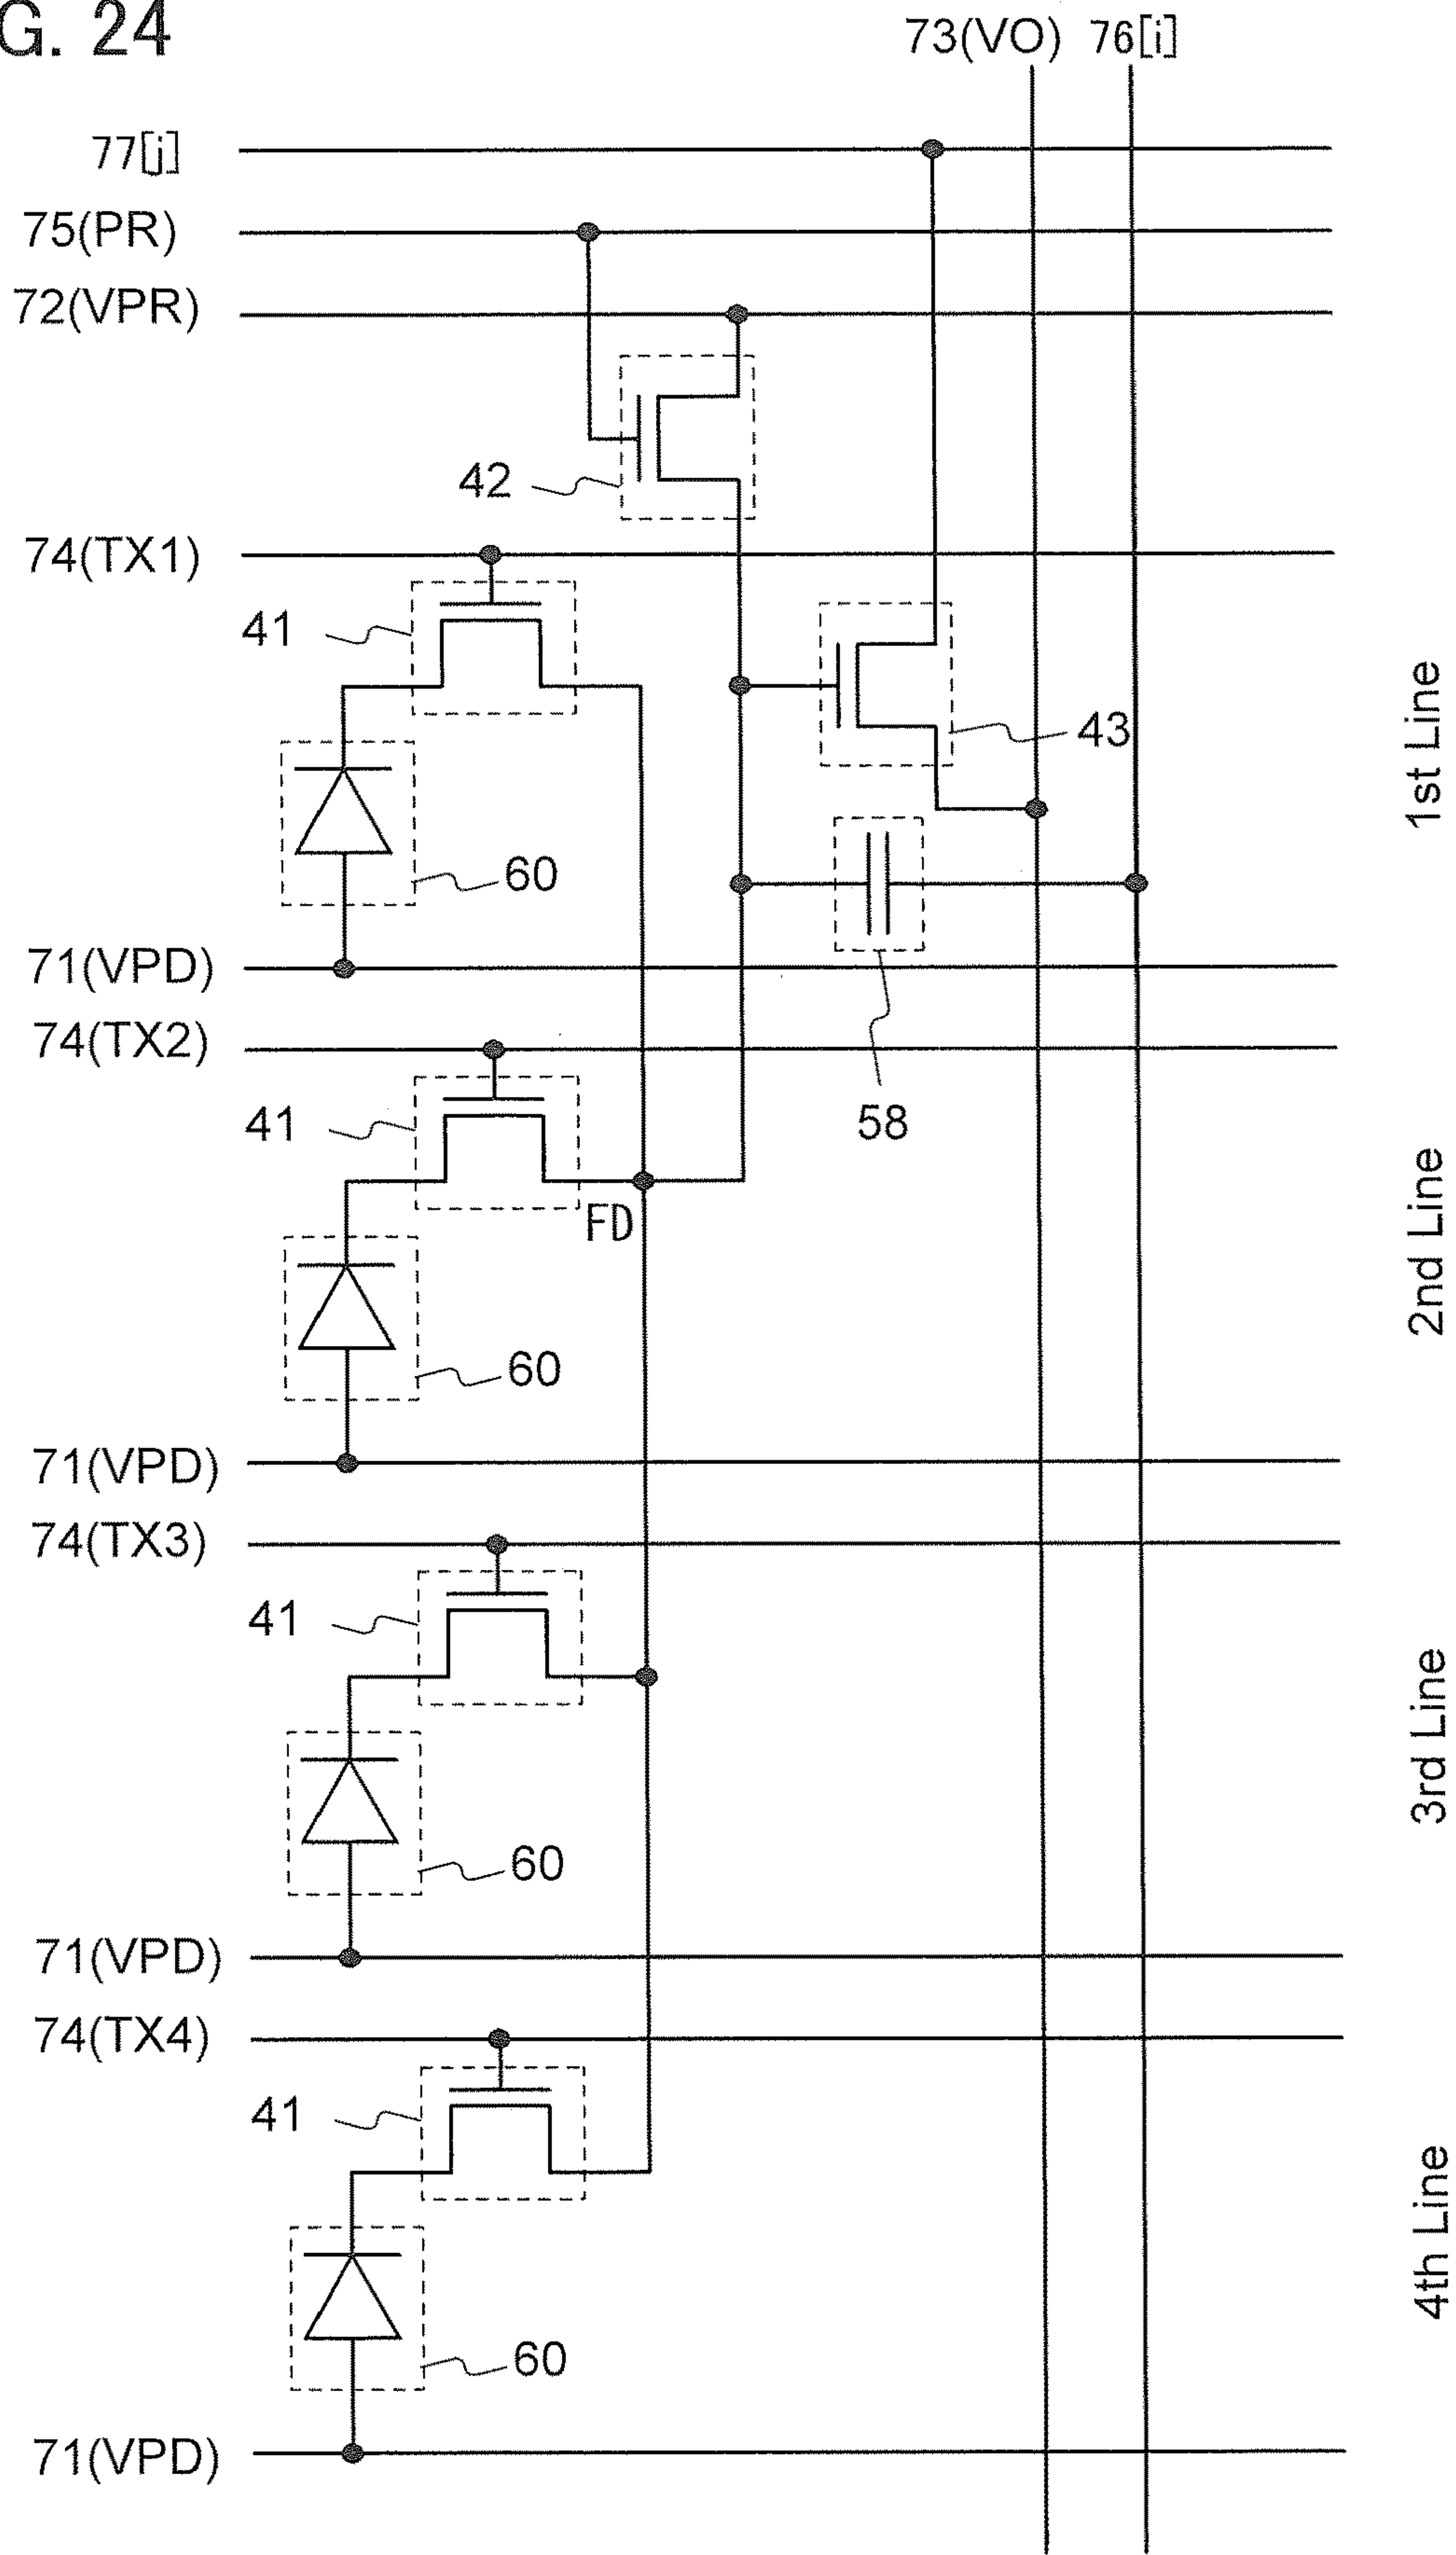 G. 24
73(VO) 76[i]
77[j]
75(PR)
72(VPR)
42
74(TX1)
41
43
60
1st Line
71(VPD)
74(TX2)
41
58
FD
60
2nd Line
71(VPD)
74(TX3)
41
60
3rd Line
71(VPD)
74(TX4)
41
60
4th Line
71(VPD)